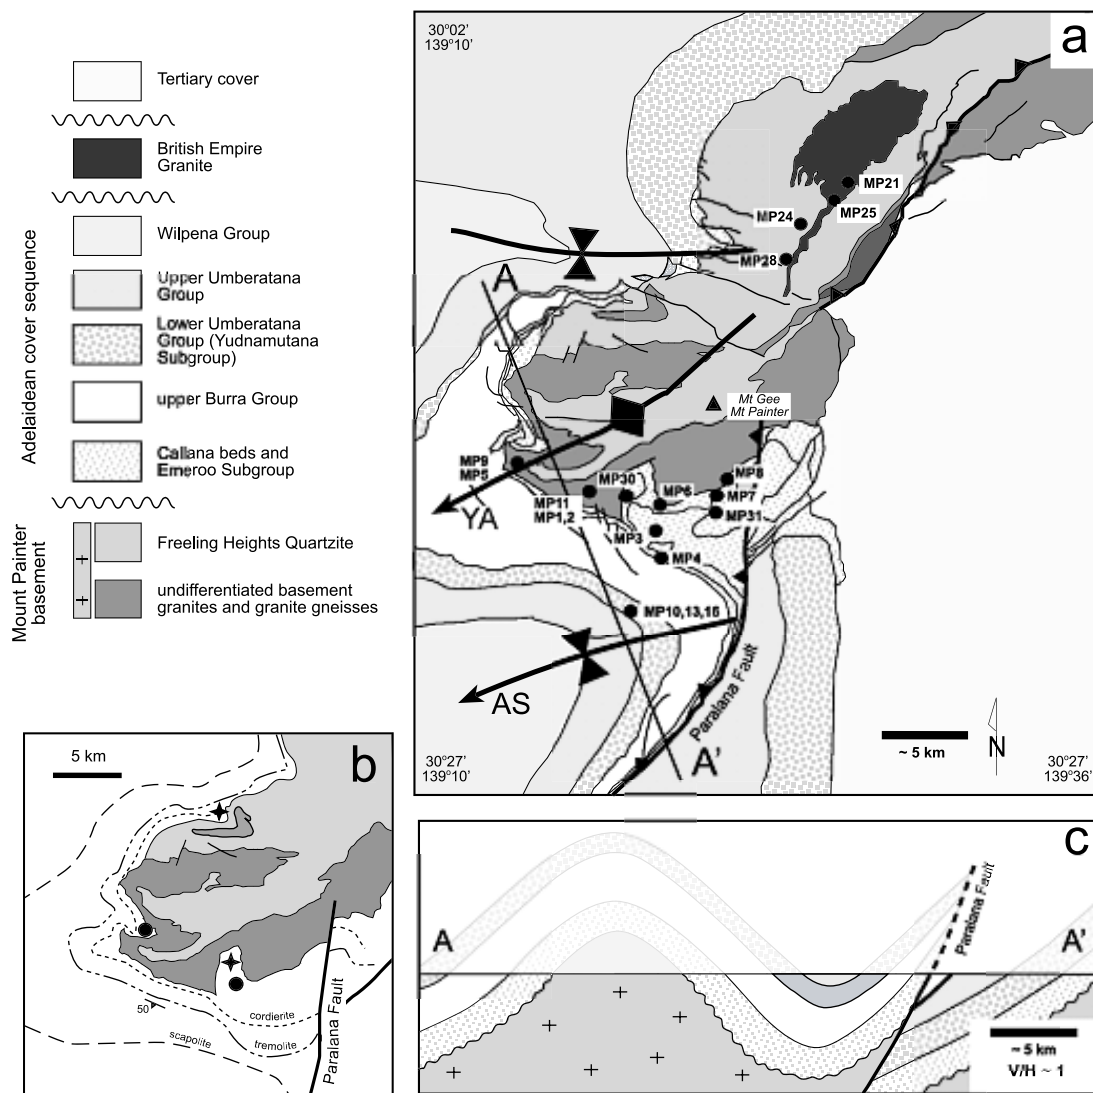 Tertiary cover
British Empire
Granite
Wilpena Group
Upper Umberatana
Group
Lower Umberatana
Group (Yudnamutana
Subgroup)
upper Burra Group
Callana beds and
Emeroo Subgroup
Freeling Heights Quartzite
undifferentiated basement
granites and granite gneisses
Adelaidean cover sequence
Mount Painter
basement
a
30°02'
139°10'
MP21
MP25
MP24
MP28
A
Mt Gee
Mt Painter
MP9
MP5
YA
MP11
MP1,2
MP30
MP6
MP8
MP7
MP31
MP3
MP4
MP10,13,16
AS
Paralana Fault
A'
~ 5 km
N
30°27'
139°10'
30°27'
139°36'
b
5 km
50
scapolite
cordierite
tremolite
Paralana Fault
c
A
A'
Paralana Fault
~ 5 km
V/H ~ 1